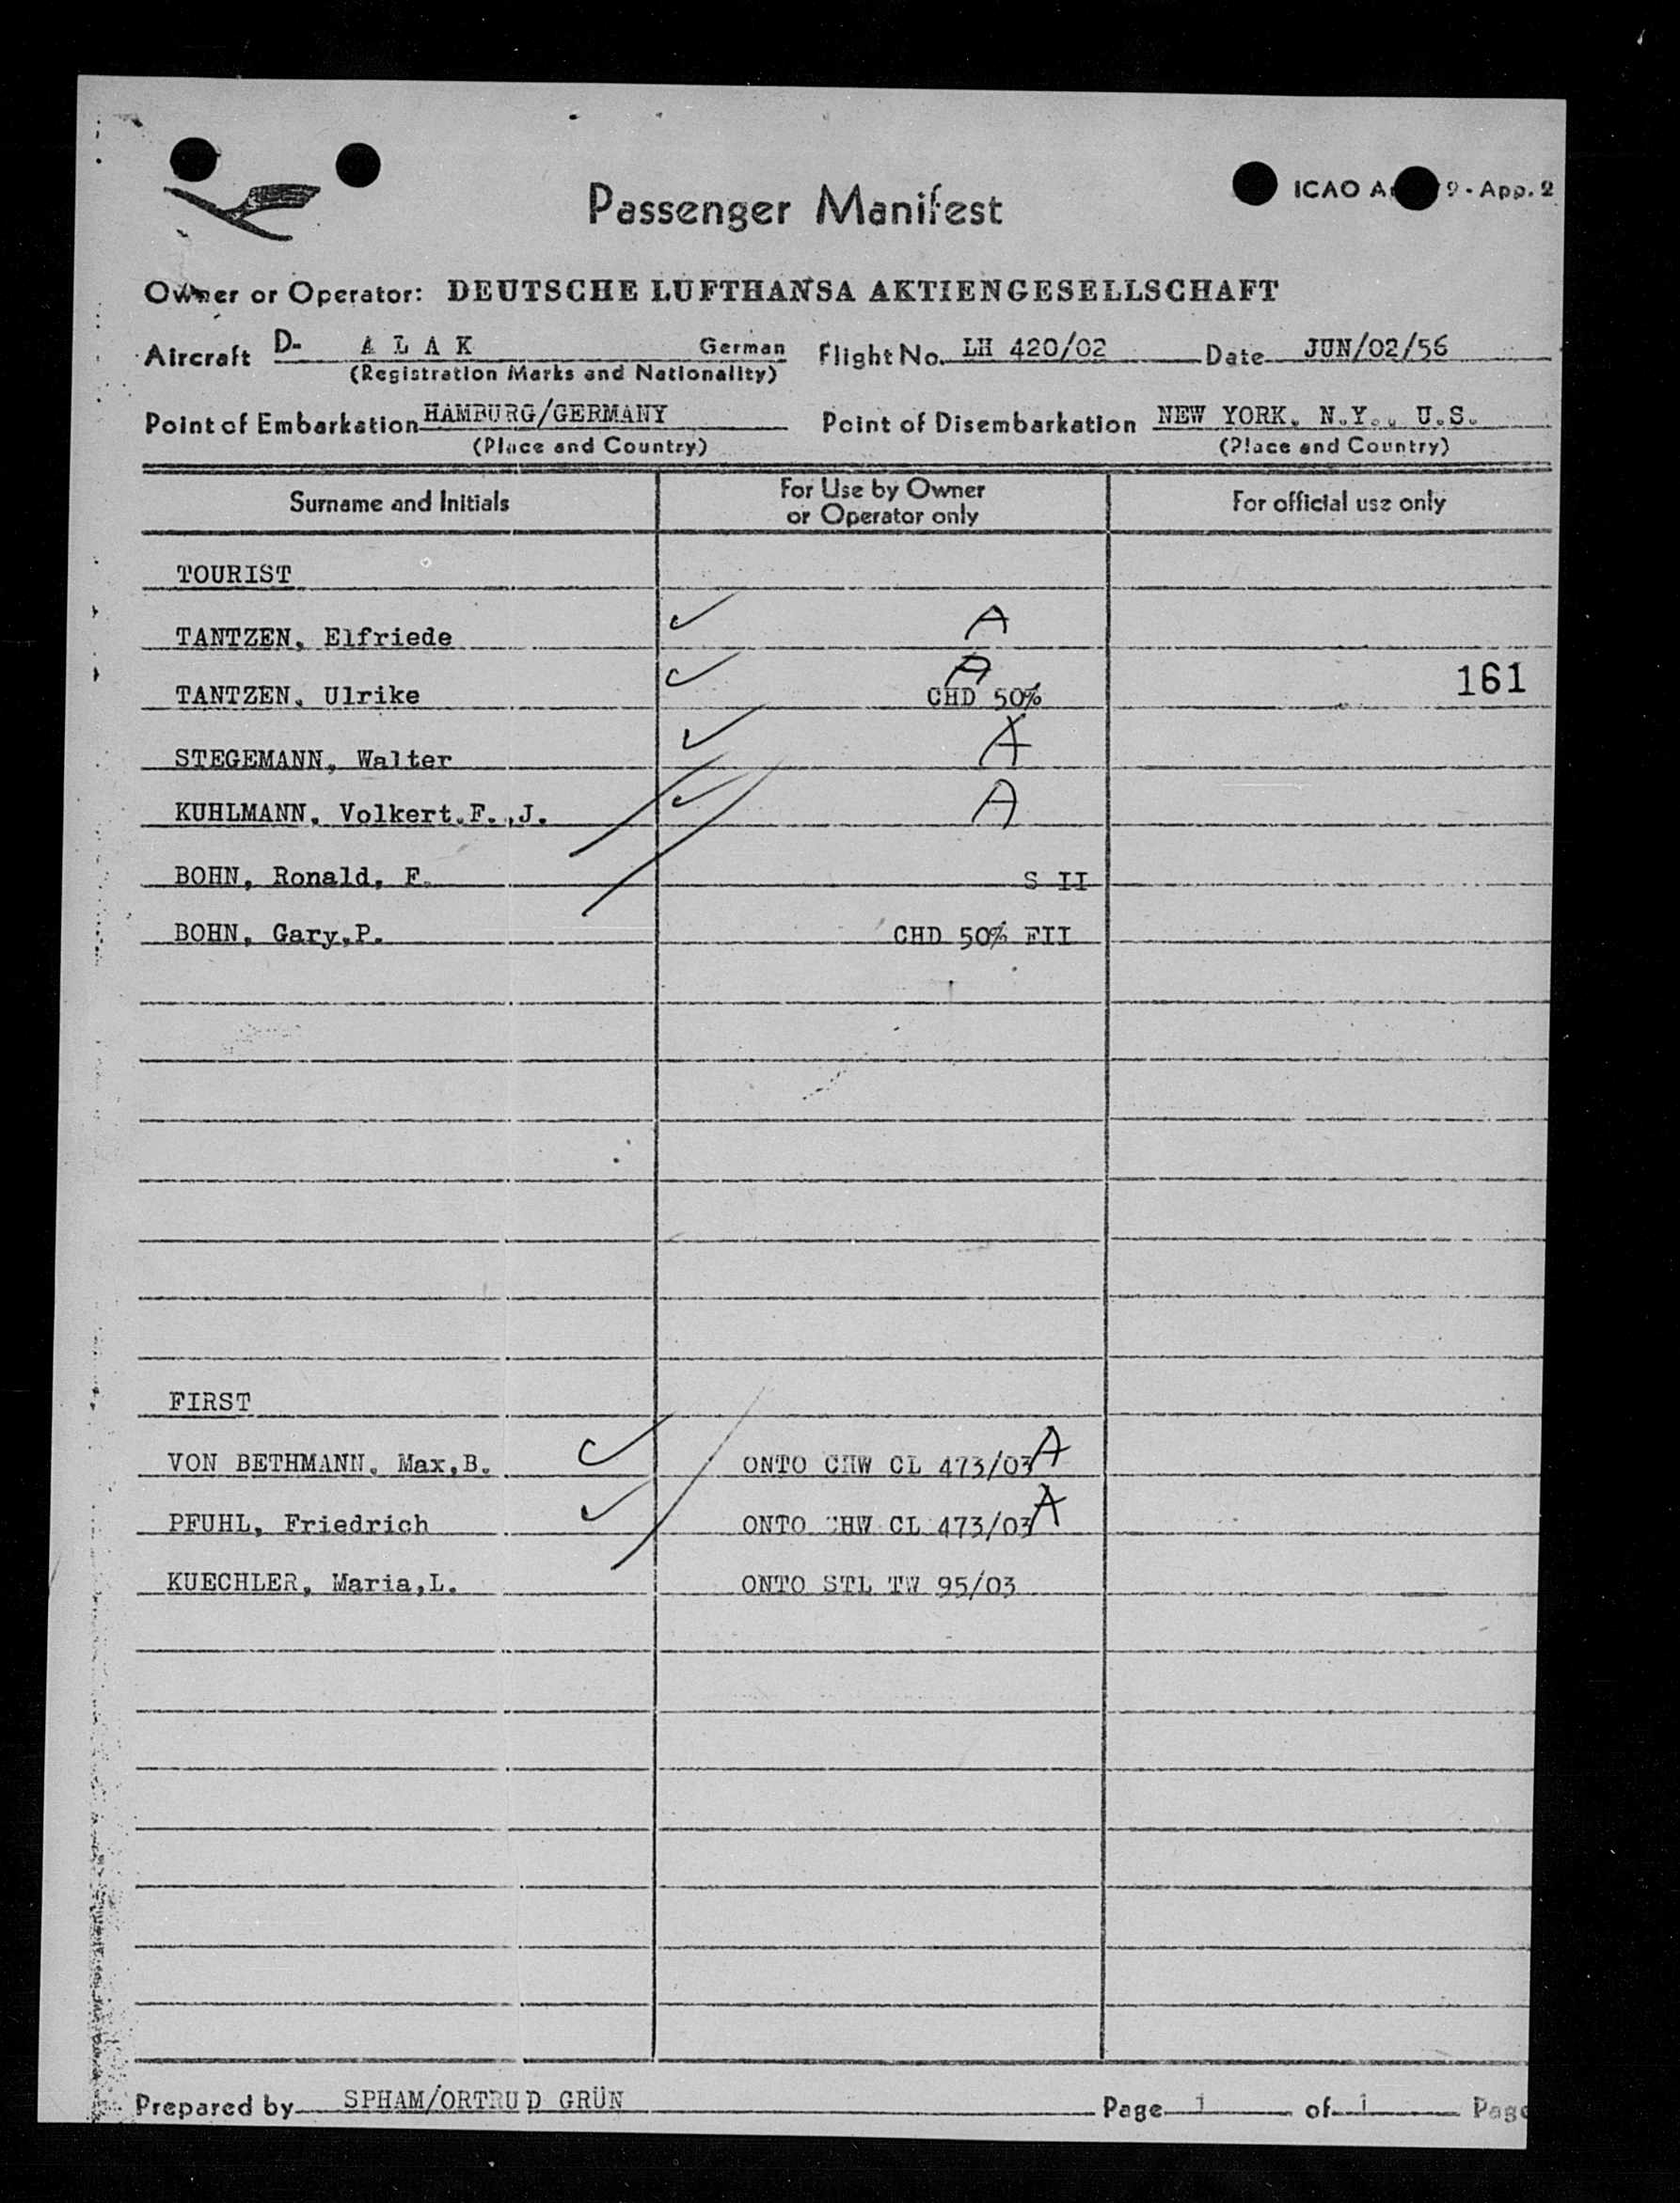 Passenger Manifest
ICAO A 9 - App. 2
Owner or Operator: DEUTSCHE LUFTHANSA AKTIENGESELLSCHAFT
Aircraft D- A L A K German Flight No. LH 420/02 Date JUN/02/56
(Registration Marks and Nationality)
Point of Embarkation HAMBURG/GERMANY Point of Disembarkation NEW YORK, N.Y., U.S.
(Place and Country) (Place and Country)
Surname and Initials For Use by Owner or Operator only For official use only
TOURIST
TANTZEN, Elfriede A
TANTZEN, Ulrike A CHD 50% 161
STEGEMANN, Walter A
KUHLMANN, Volkert.F.,J. A
BOHN, Ronald, F. S II
BOHN, Gary,P. CHD 50% FII
FIRST
VON BETHMANN, Max,B. ONTO CHW CL 473/03 A
PFUHL, Friedrich ONTO CHW CL 473/03 A
KUECHLER, Maria,L. ONTO STL TW 95/03
Prepared by SPHAM/ORTRUD GRÜN Page 1 of 1 Page